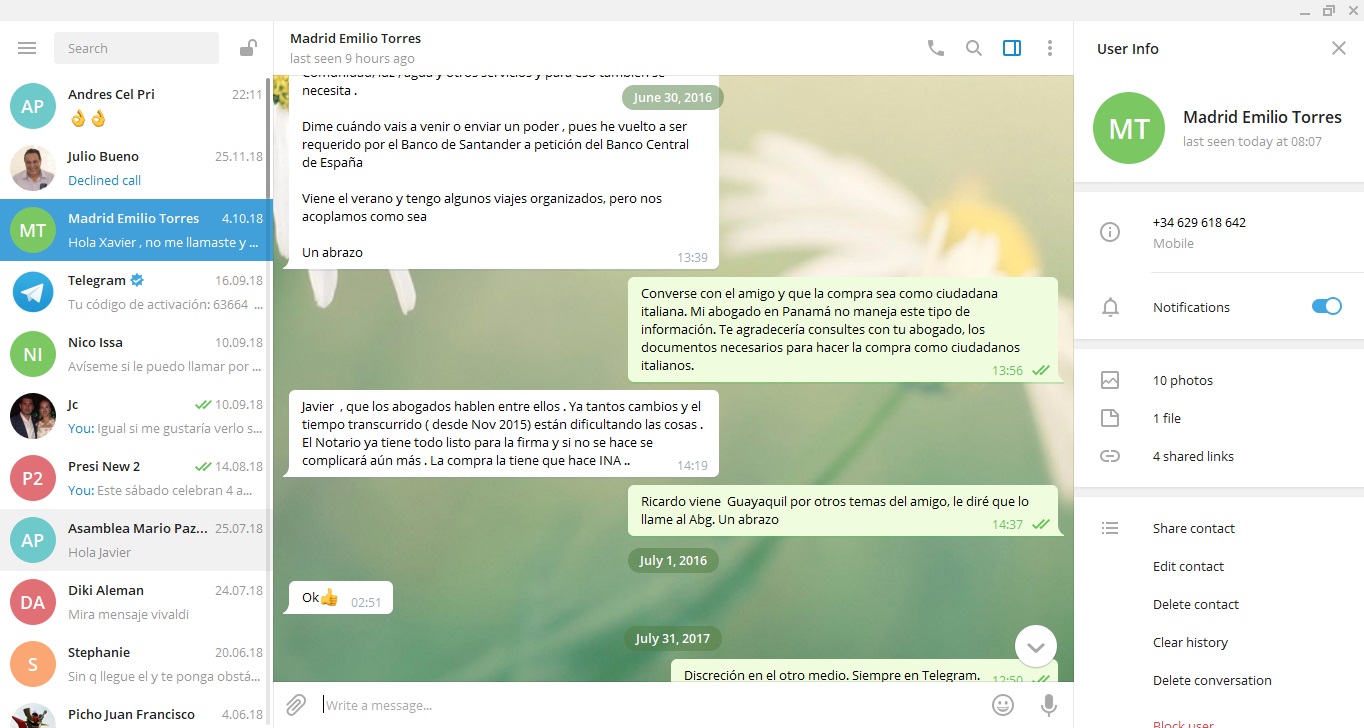 Search
Andres Cel Pri
22:11
AP
👌👌
Julio Bueno
25.11.18
Declined call
Madrid Emilio Torres
4.10.18
MT
Hola Xavier , no me llamaste y ...
Telegram
16.09.18
Tu código de activación: 63664 ...
Nico Issa
10.09.18
NI
Avíseme si le puedo llamar por ...
Jc
10.09.18
You: Igual si me gustaría verlo s...
Presi New 2
14.08.18
P2
You: Este sábado celebran 4 a...
Asamblea Mario Paz...
25.07.18
AP
Hola Javier
Diki Aleman
24.07.18
DA
Mira mensaje vivaldi
Stephanie
20.06.18
S
Sin q llegue el y te ponga obstá...
Picho Juan Francisco
4.06.18
Madrid Emilio Torres
last seen 9 hours ago
Comunidad, luz , agua y otros servicios y para eso también se
necesita .
June 30, 2016
Dime cuándo vais a venir o enviar un poder , pues he vuelto a ser
requerido por el Banco de Santander a petición del Banco Central
de España
Viene el verano y tengo algunos viajes organizados, pero nos
acoplamos como sea
Un abrazo
13:39
Converse con el amigo y que la compra sea como ciudadana
italiana. Mi abogado en Panamá no maneja este tipo de
información. Te agradecería consultes con tu abogado, los
documentos necesarios para hacer la compra como ciudadanos
italianos.
13:56
Javier , que los abogados hablen entre ellos . Ya tantos cambios y el
tiempo transcurrido ( desde Nov 2015) están dificultando las cosas .
El Notario ya tiene todo listo para la firma y si no se hace se
complicará aún más . La compra la tiene que hace INA ..
14:19
Ricardo viene Guayaquil por otros temas del amigo, le diré que lo
llame al Abg. Un abrazo
14:37
July 1, 2016
Ok👍
02:51
July 31, 2017
Discreción en el otro medio. Siempre en Telegram.
12:50
Write a message...
User Info
MT
Madrid Emilio Torres
last seen today at 08:07
+34 629 618 642
Mobile
Notifications
10 photos
1 file
4 shared links
Share contact
Edit contact
Delete contact
Clear history
Delete conversation
Block user